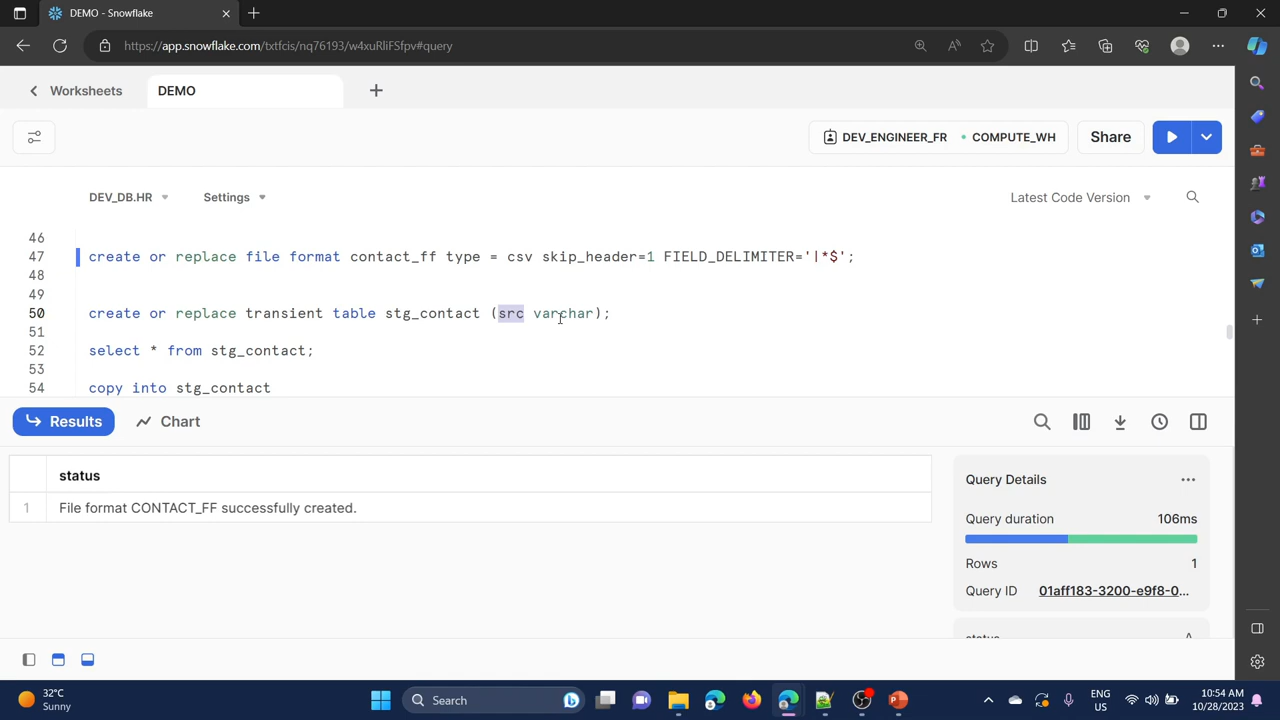 DEMO - Snowflake
https://app.snowflake.com/txtfcis/nq76193/w4xuRliFSfpv#query
Worksheets
DEMO
DEV_ENGINEER_FR
COMPUTE_WH
Share
DEV_DB.HR
Settings
Latest Code Version
46
47 create or replace file format contact_ff type = csv skip_header=1 FIELD_DELIMITER='|*$';
48
49
50 create or replace transient table stg_contact (src varchar);
51
52 select * from stg_contact;
53
54 copy into stg_contact
Results
Chart
status
1 File format CONTACT_FF successfully created.
Query Details
Query duration 106ms
Rows 1
Query ID 01aff183-3200-e9f8-0...
status
32°C
Sunny
Search
ENG
US
10:54 AM
10/28/2023